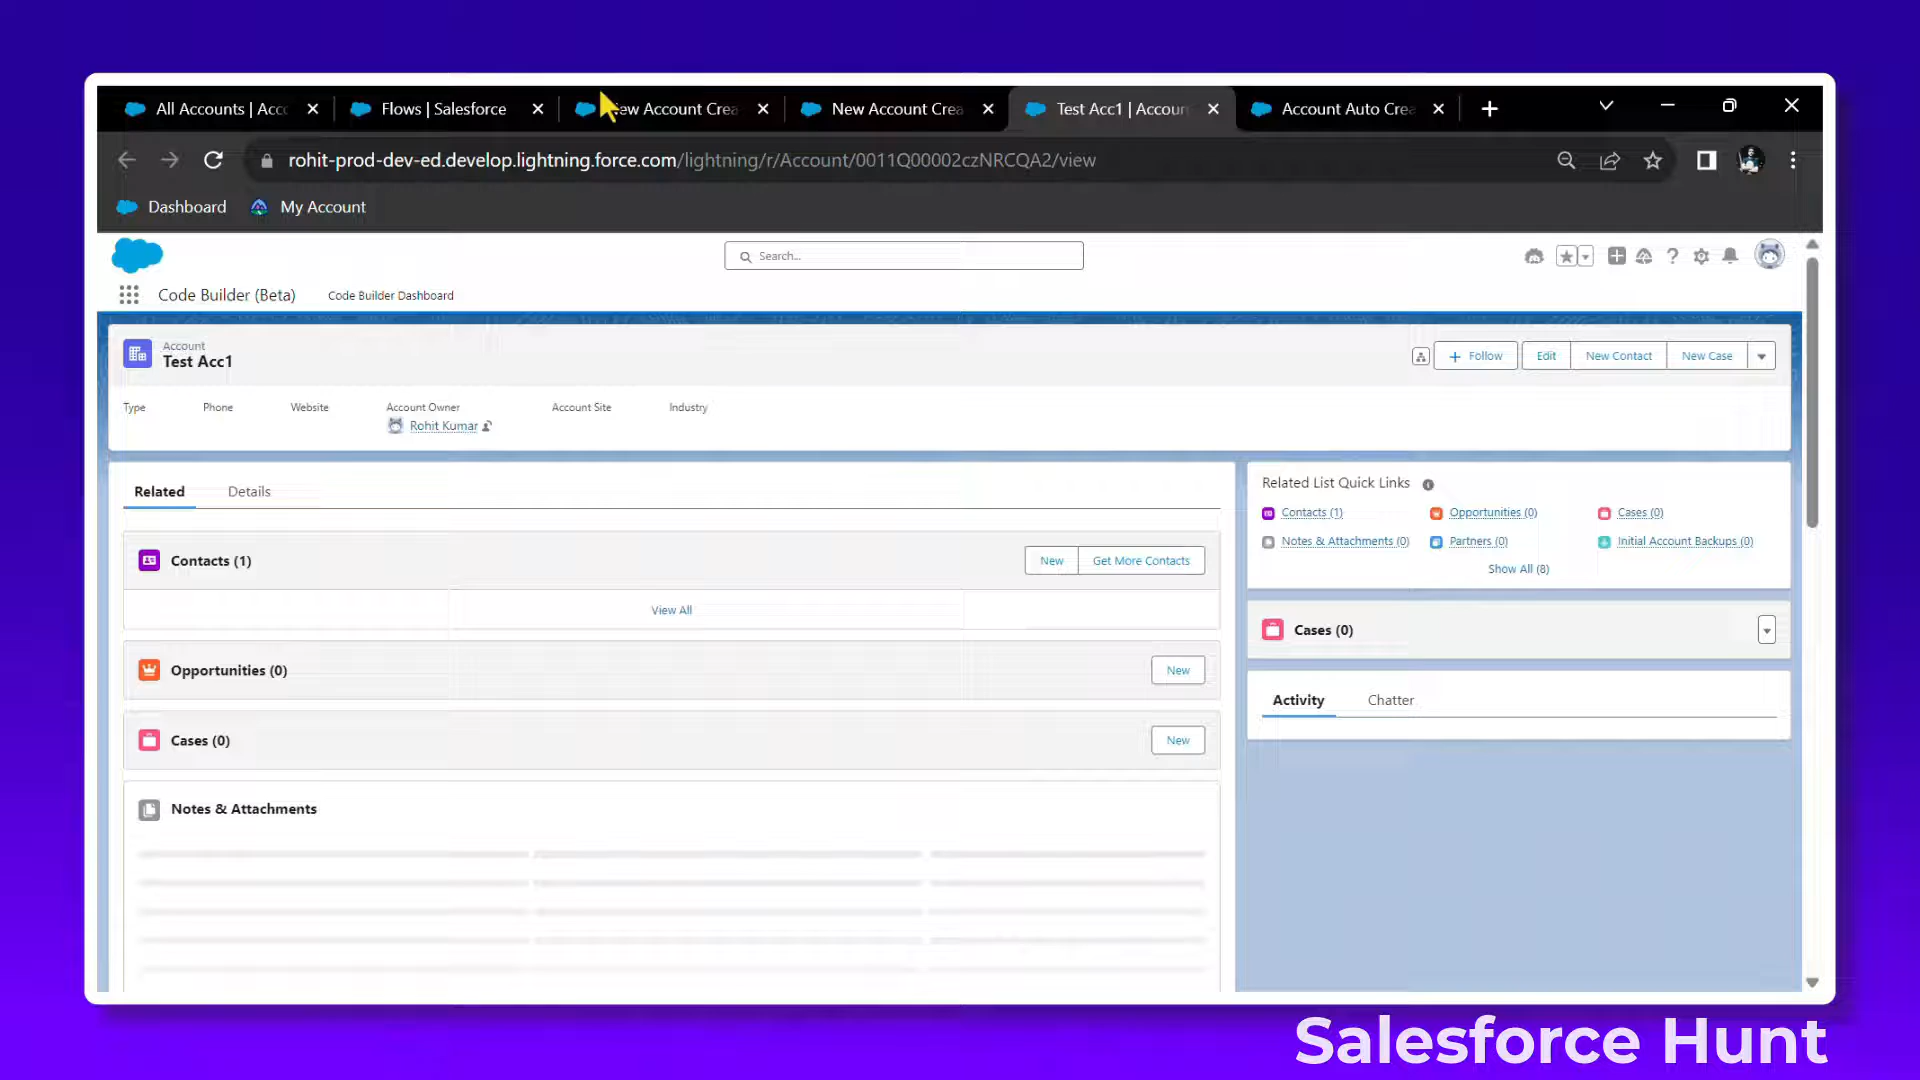 All Accounts | Acc
Flows | Salesforce
ew Account Crea
New Account Crea
Test Acc1 | Accoun
Account Auto Crea
rohit-prod-dev-ed.develop.lightning.force.com/lightning/r/Account/0011Q00002czNRCQA2/view
Dashboard
My Account
Search...
Code Builder (Beta)
Code Builder Dashboard
Account
Test Acc1
Follow
Edit
New Contact
New Case
Type
Phone
Website
Account Owner
Account Site
Industry
Rohit Kumar
Related
Details
Contacts (1)
New
Get More Contacts
View All
Opportunities (0)
New
Cases (0)
New
Notes & Attachments
Related List Quick Links
Contacts (1)
Opportunities (0)
Cases (0)
Notes & Attachments (0)
Partners (0)
Initial Account Backups (0)
Show All (8)
Cases (0)
Activity
Chatter
Salesforce Hunt